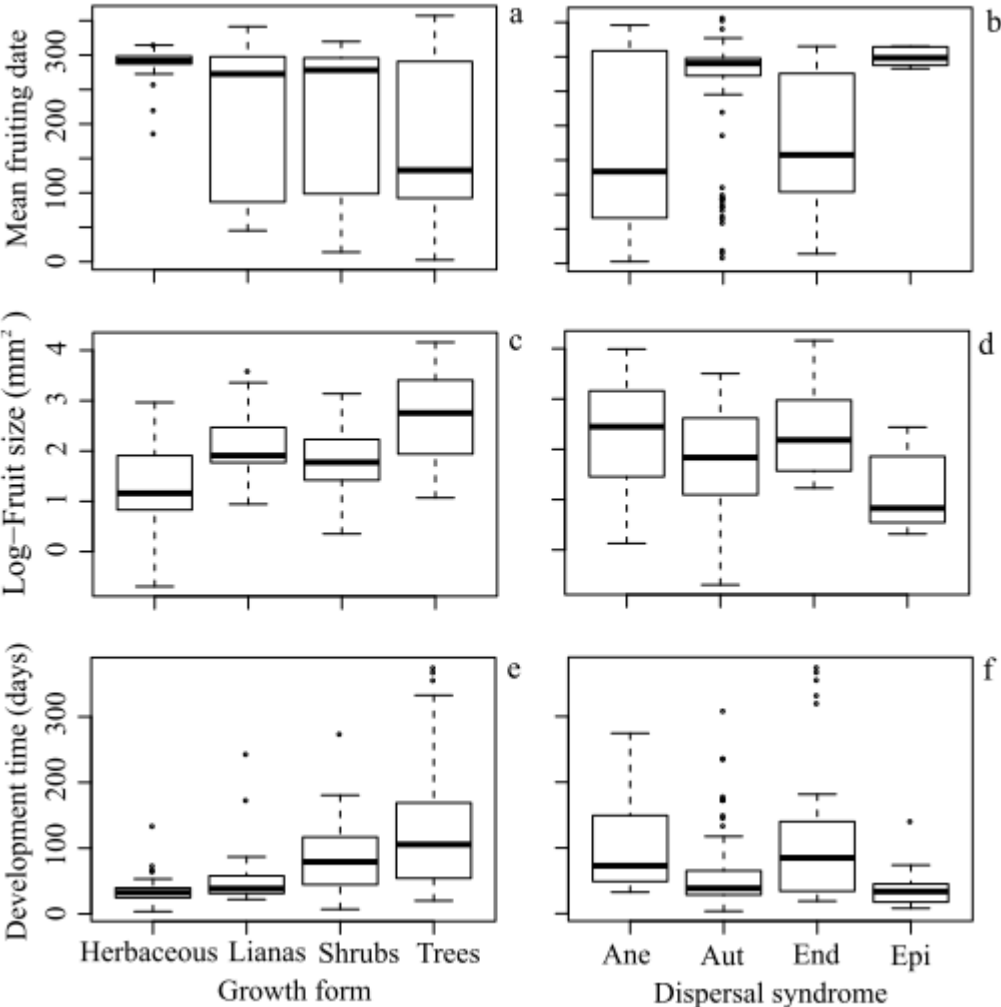 Mean fruiting date
300
200
100
0
a
b
Log−Fruit size (mm²)
4
3
2
1
0
c
d
Development time (days)
300
200
100
0
e
f
Herbaceous Lianas Shrubs Trees
Growth form
Ane Aut End Epi
Dispersal syndrome